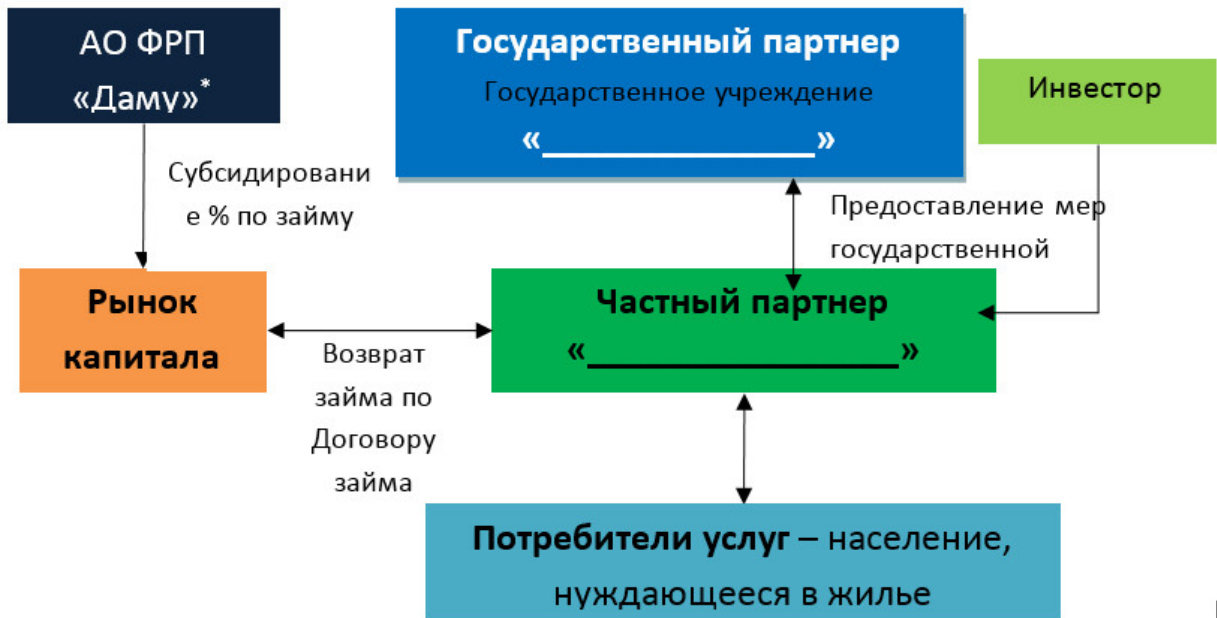 АО ФРП
«Даму»*
Государственный партнер
Государственное учреждение
«________________»
Инвестор
Субсидировани
е % по займу
Предоставление мер
государственной
Рынок
капитала
Частный партнер
«__________________»
Возврат
займа по
Договору
займа
Потребители услуг – население,
нуждающееся в жилье